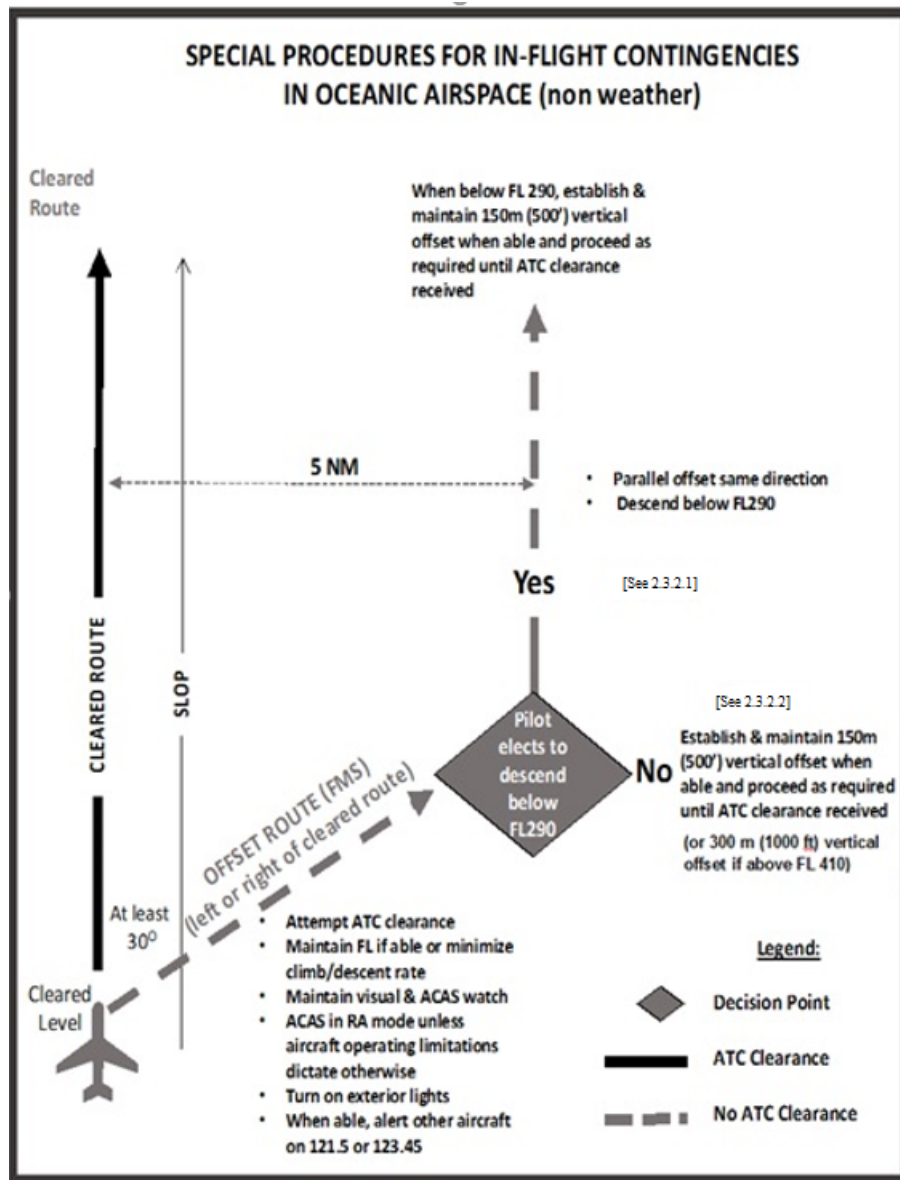 SPECIAL PROCEDURES FOR IN-FLIGHT CONTINGENCIES
IN OCEANIC AIRSPACE (non weather)
Cleared
Route
When below FL 290, establish &
maintain 150m (500') vertical
offset when able and proceed as
required until ATC clearance
received
5 NM
• Parallel offset same direction
• Descend below FL290
Yes
[See 2.3.2.1]
CLEARED ROUTE
SLOP
[See 2.3.2.2]
Pilot
elects to
descend
below
FL290
No
Establish & maintain 150m
(500') vertical offset when
able and proceed as required
until ATC clearance received
(or 300 m (1000 ft) vertical
offset if above FL 410)
OFFSET ROUTE (FMS)
(left or right of cleared route)
At least
30⁰
Cleared
Level
• Attempt ATC clearance
• Maintain FL if able or minimize
climb/descent rate
• Maintain visual & ACAS watch
• ACAS in RA mode unless
aircraft operating limitations
dictate otherwise
• Turn on exterior lights
• When able, alert other aircraft
on 121.5 or 123.45
Legend:
Decision Point
ATC Clearance
No ATC Clearance